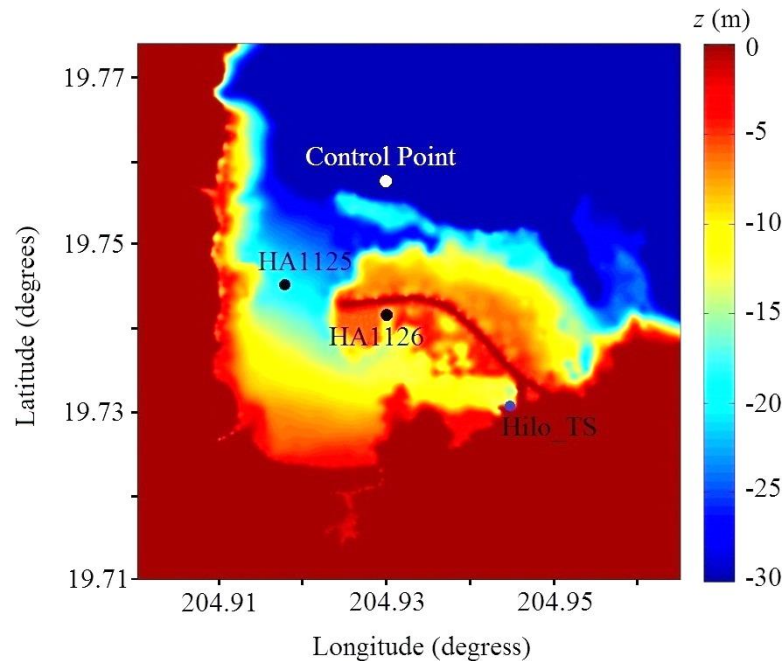 z (m)
19.77
19.75
19.73
19.71
Latitude (degrees)
Control Point
HA1125
HA1126
Hilo_TS
204.91
204.93
204.95
Longitude (degress)
0
-5
-10
-15
-20
-25
-30